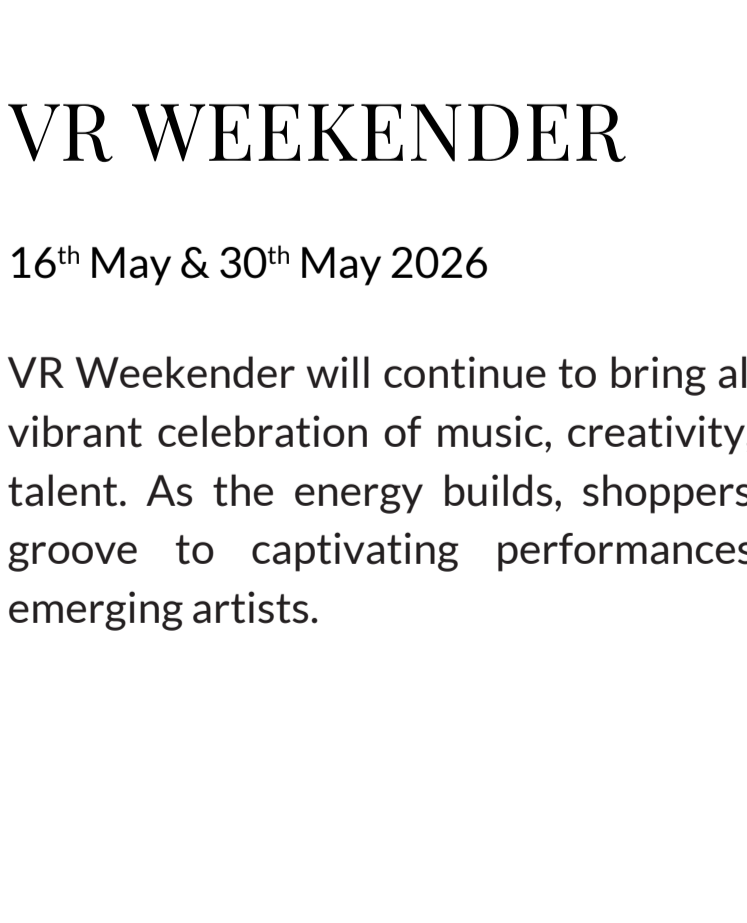 VR WEEKENDER
16th May & 30th May 2026
VR Weekender will continue to bring
vibrant celebration of music, creativity
talent. As the energy builds, shoppers
groove to captivating performances
emerging artists.